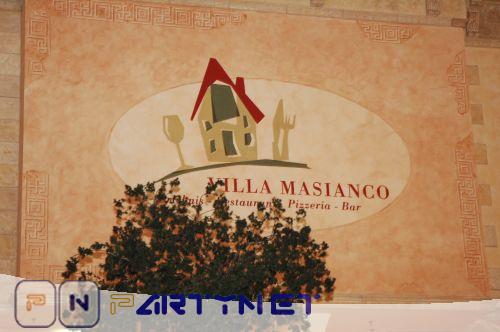 VILLA MASIANCO
Pizzeria - Bar
P N PARTYNET